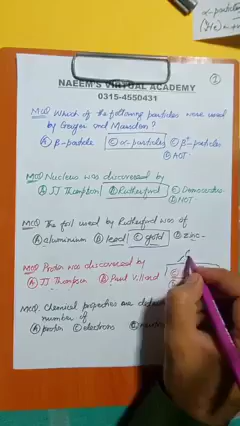 α-particle
NAEEM'S VIRTUAL ACADEMY
0315-4550431
MCQ Which of the following particles were used
by Geiger and Marsden?
Ⓐ β-particle Ⓒ α-particles Ⓒ β⁺-particles
Ⓓ AOT
MCQ Nucleus was discovered by
Ⓐ JJ Thompson Ⓑ Rutherford Ⓒ Democritus
Ⓓ NOT
MCQ The foil used by Rutherford was of
Ⓐ aluminium Ⓑ lead Ⓒ gold Ⓓ zinc
MCQ Proton was discovered by
Ⓐ JJ Thompson Ⓑ Paul Villard
MCQ Chemical properties are
number of
Ⓐ proton Ⓒ electrons